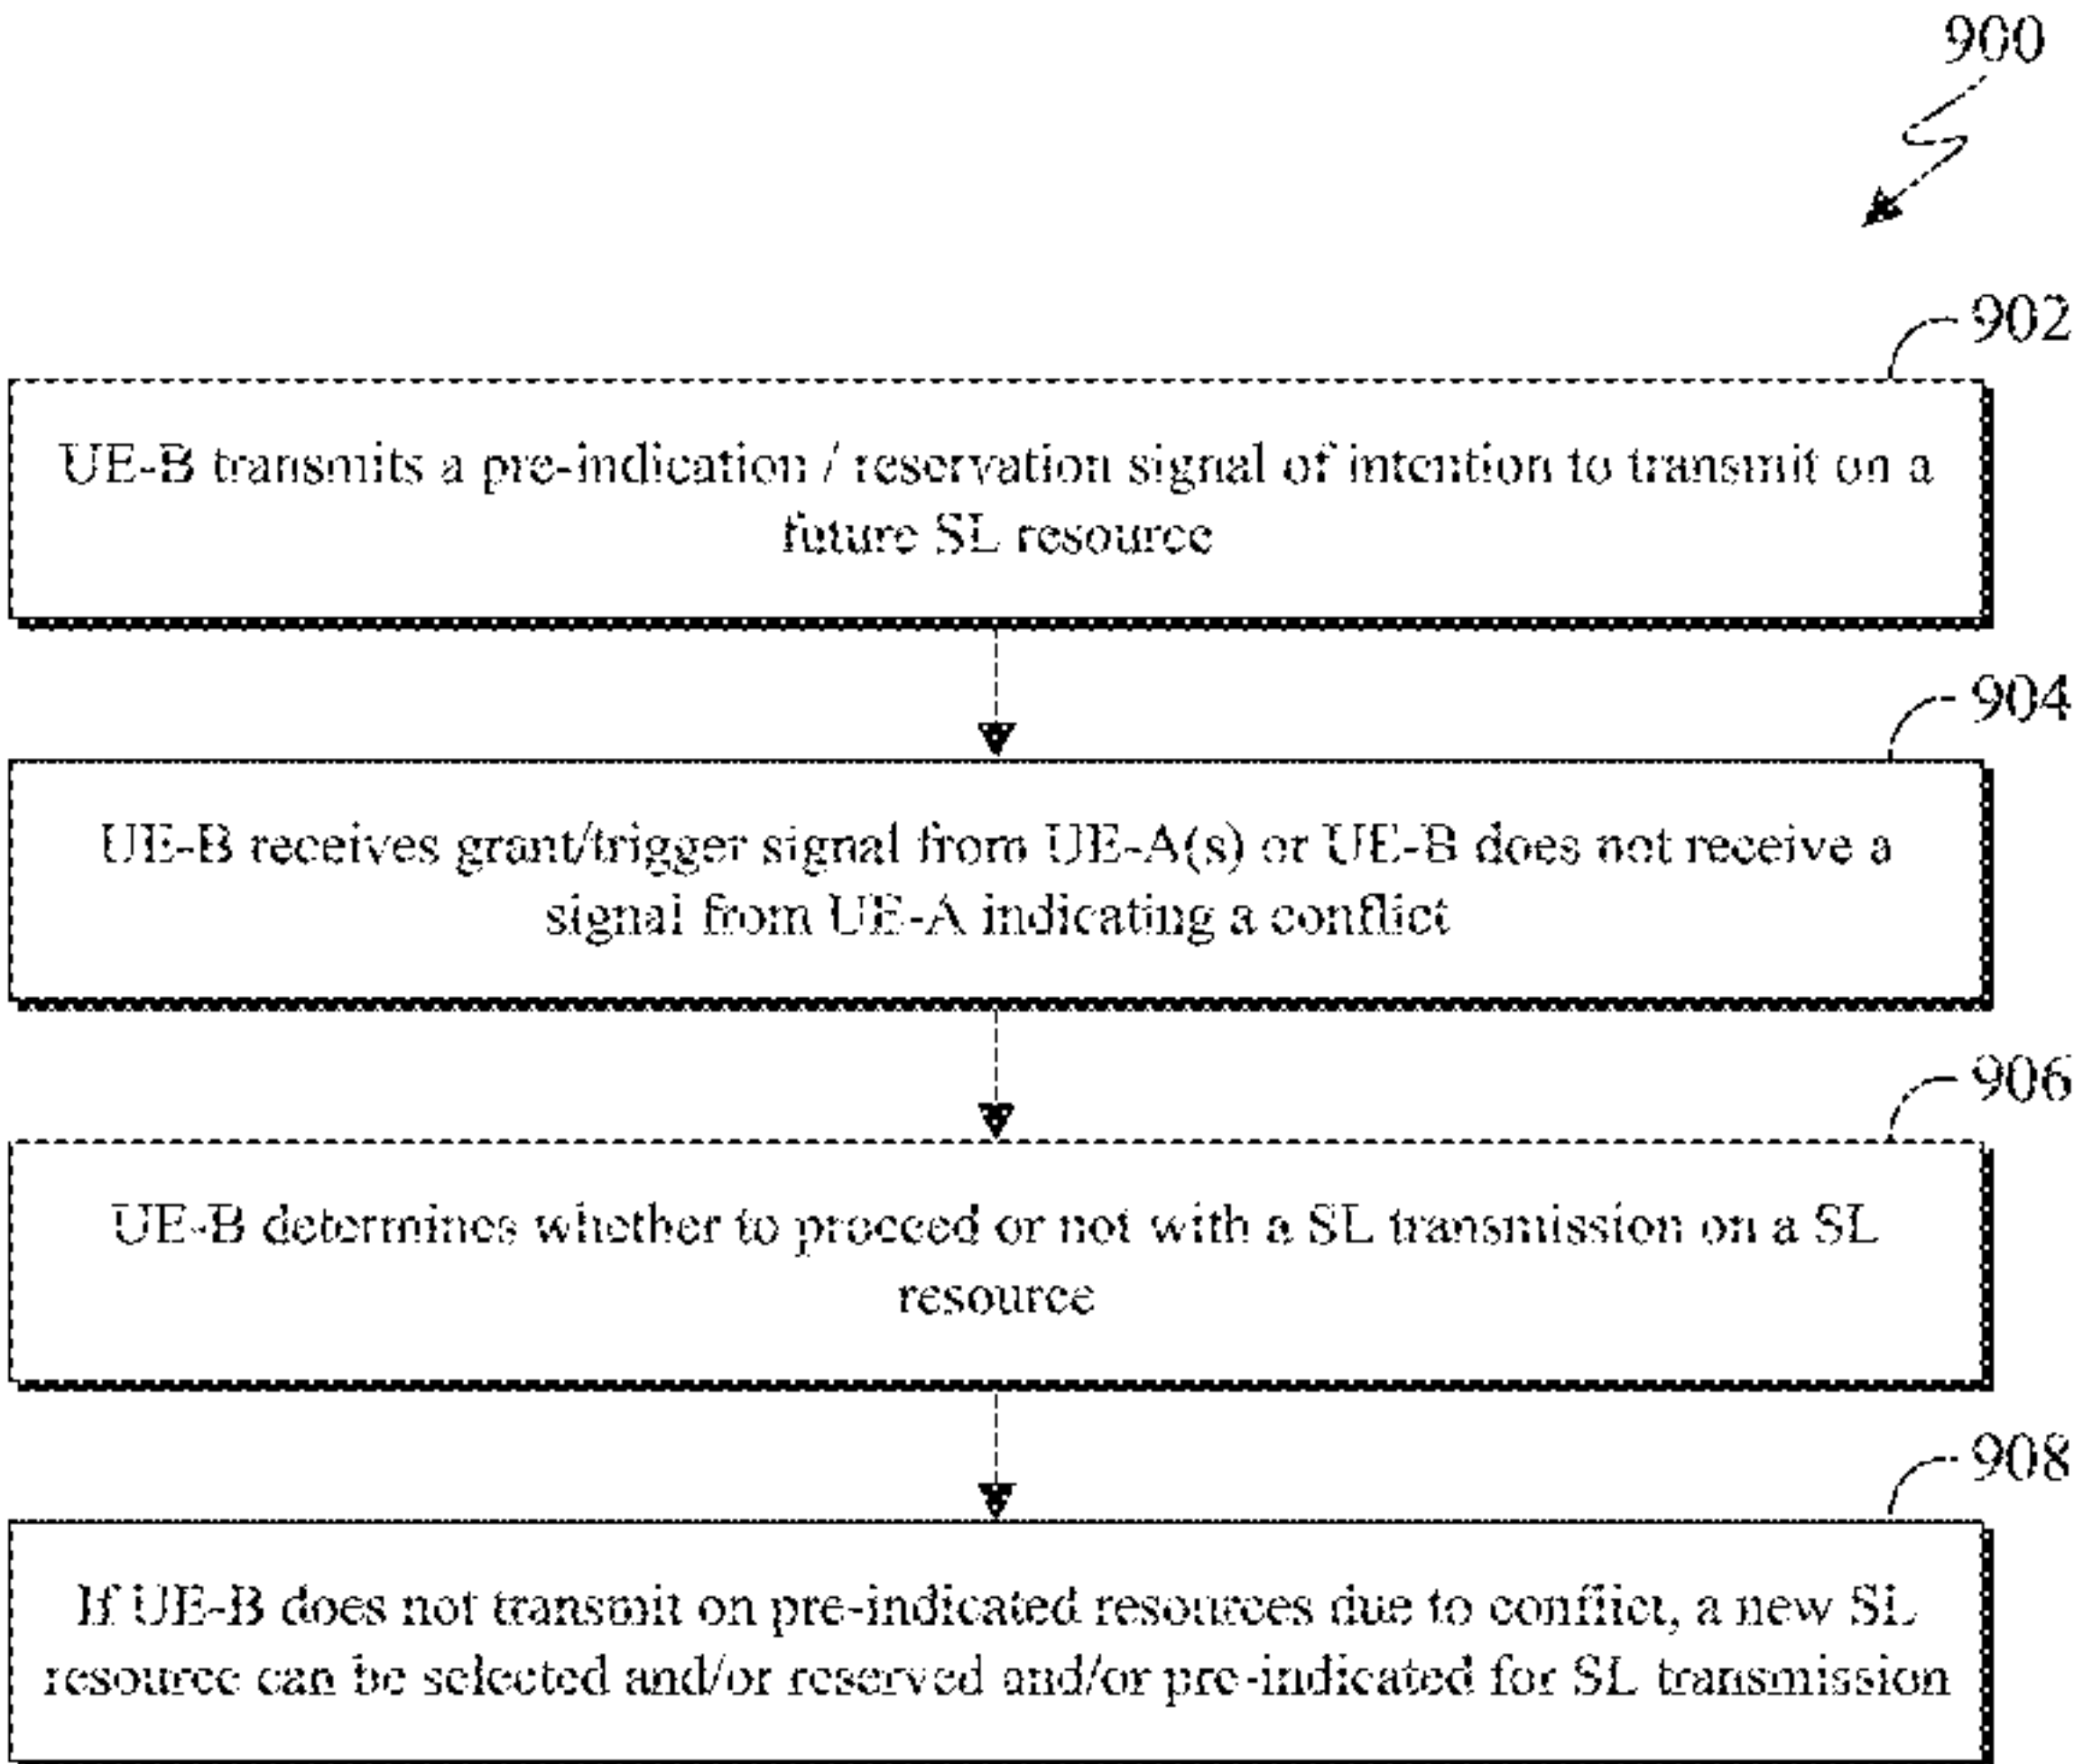 900
902
UE-B transmits a pre-indication / reservation signal of intention to transmit on a
future SL resource
904
UE-B receives grant/trigger signal from UE-A(s) or UE-B does not receive a
signal from UE-A indicating a conflict
906
UE-B determines whether to proceed or not with a SL transmission on a SL
resource
908
If UE-B does not transmit on pre-indicated resources due to conflict, a new SL
resource can be selected and/or reserved and/or pre-indicated for SL transmission